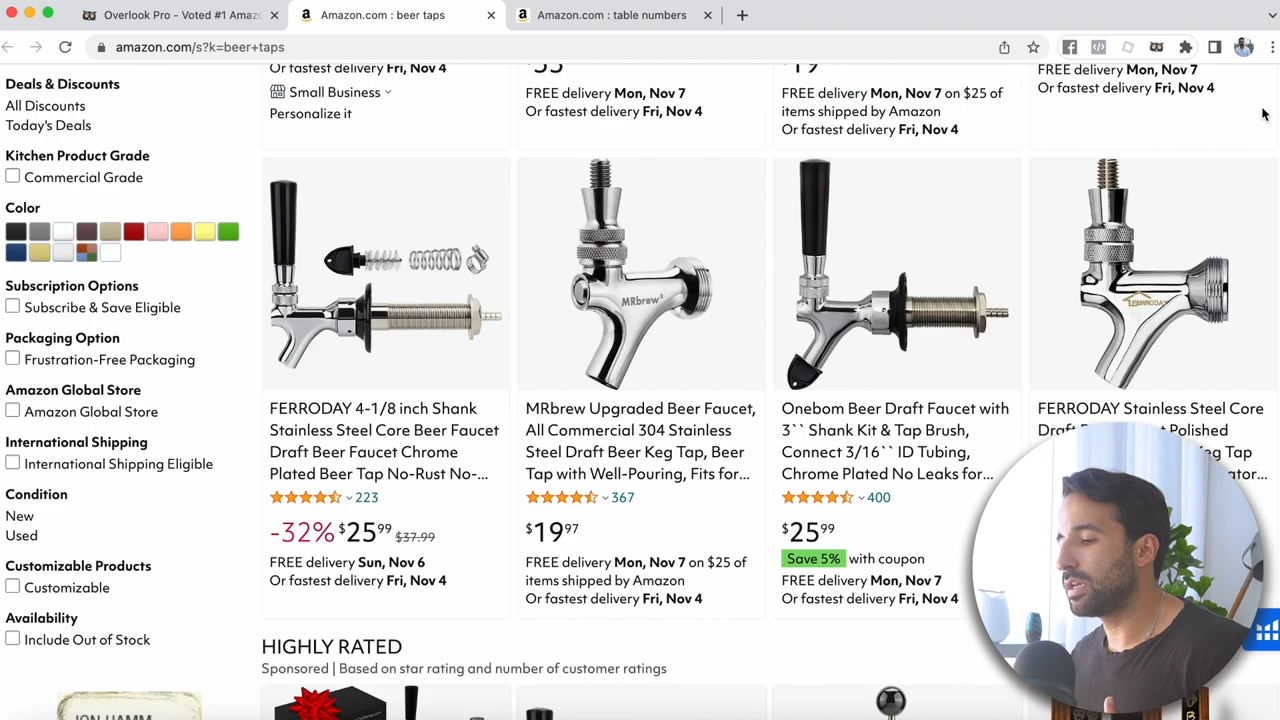 Overlook Pro - Voted #1 Amazo
Amazon.com : beer taps
Amazon.com : table numbers
amazon.com/s?k=beer+taps
Deals & Discounts
All Discounts
Today's Deals
Kitchen Product Grade
Commercial Grade
Color
Subscription Options
Subscribe & Save Eligible
Packaging Option
Frustration-Free Packaging
Amazon Global Store
Amazon Global Store
International Shipping
International Shipping Eligible
Condition
New
Used
Customizable Products
Customizable
Availability
Include Out of Stock
JON HAMM
Or fastest delivery Fri, Nov 4
Small Business
Personalize it
FREE delivery Mon, Nov 7
Or fastest delivery Fri, Nov 4
FREE delivery Mon, Nov 7 on $25 of
items shipped by Amazon
Or fastest delivery Fri, Nov 4
FREE delivery Mon, Nov 7
Or fastest delivery Fri, Nov 4
MRbrew
FERRODAY
FERRODAY 4-1/8 inch Shank
Stainless Steel Core Beer Faucet
Draft Beer Faucet Chrome
Plated Beer Tap No-Rust No-...
223
-32% $25.99 $37.99
FREE delivery Sun, Nov 6
Or fastest delivery Fri, Nov 4
MRbrew Upgraded Beer Faucet,
All Commercial 304 Stainless
Steel Draft Beer Keg Tap, Beer
Tap with Well-Pouring, Fits for...
367
$19.97
FREE delivery Mon, Nov 7 on $25 of
items shipped by Amazon
Or fastest delivery Fri, Nov 4
Onebom Beer Draft Faucet with
3`` Shank Kit & Tap Brush,
Connect 3/16`` ID Tubing,
Chrome Plated No Leaks for...
400
$25.99
Save 5% with coupon
FREE delivery Mon, Nov 7
Or fastest delivery Fri, Nov 4
FERRODAY Stainless Steel Core
Polished
Tap
HIGHLY RATED
Sponsored | Based on star rating and number of customer ratings